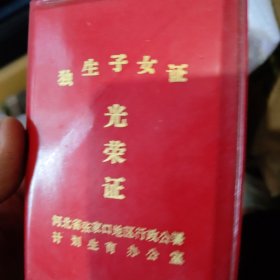 独生子女证
光荣证
河北省张家口地区行政公署
计划生育办公室